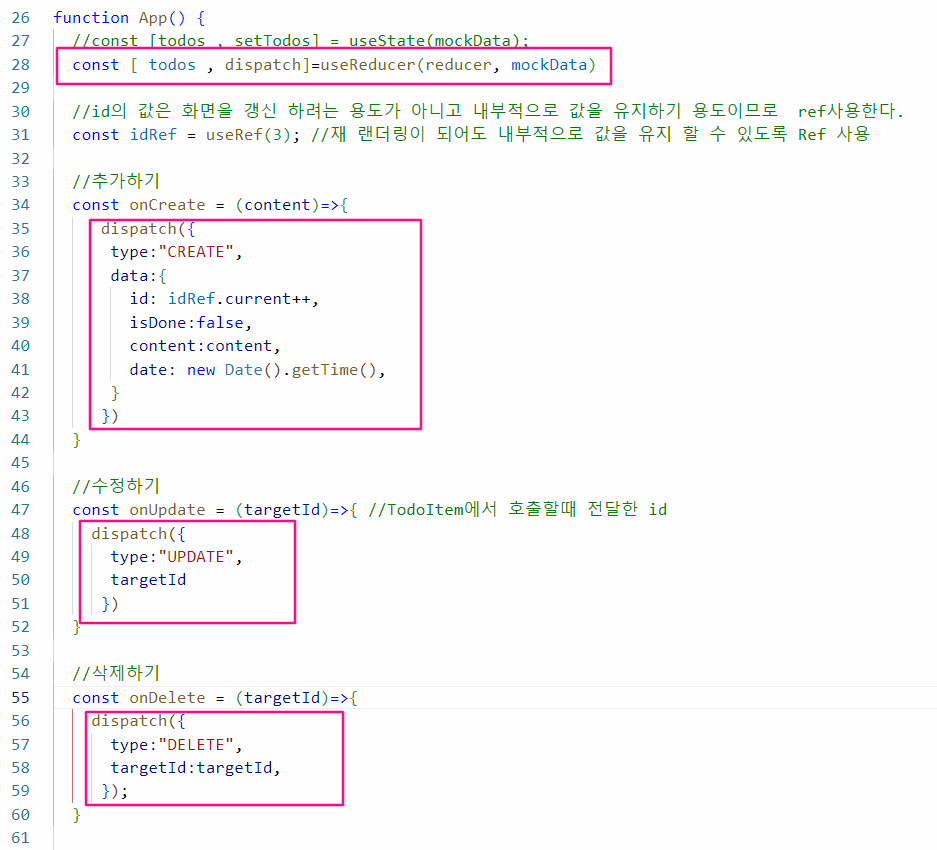 26 function App() {
27 //const [todos , setTodos] = useState(mockData);
28 const [ todos , dispatch]=useReducer(reducer, mockData)
29
30 //id의 값은 화면을 갱신 하려는 용도가 아니고 내부적으로 값을 유지하기 용도이므로  ref사용한다.
31 const idRef = useRef(3); //재 랜더링이 되어도 내부적으로 값을 유지 할 수 있도록 Ref 사용
32
33 //추가하기
34 const onCreate = (content)=>{
35 dispatch({
36 type:"CREATE",
37 data:{
38 id: idRef.current++,
39 isDone:false,
40 content:content,
41 date: new Date().getTime(),
42 }
43 })
44 }
45
46 //수정하기
47 const onUpdate = (targetId)=>{ //TodoItem에서 호출할때 전달한 id
48 dispatch({
49 type:"UPDATE",
50 targetId
51 })
52 }
53
54 //삭제하기
55 const onDelete = (targetId)=>{
56 dispatch({
57 type:"DELETE",
58 targetId:targetId,
59 });
60 }
61